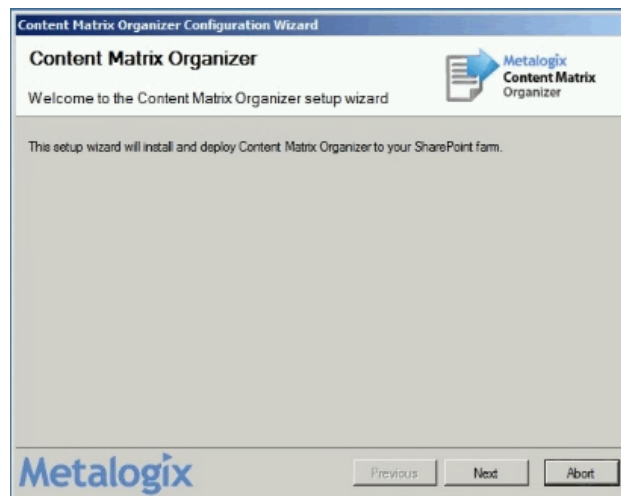 Content Matrix Organizer Configuration Wizard
Content Matrix Organizer
Welcome to the Content Matrix Organizer setup wizard
Metalogix
Content Matrix
Organizer
This setup wizard will install and deploy Content Matrix Organizer to your SharePoint farm.
Metalogix
Previous
Next
Abort